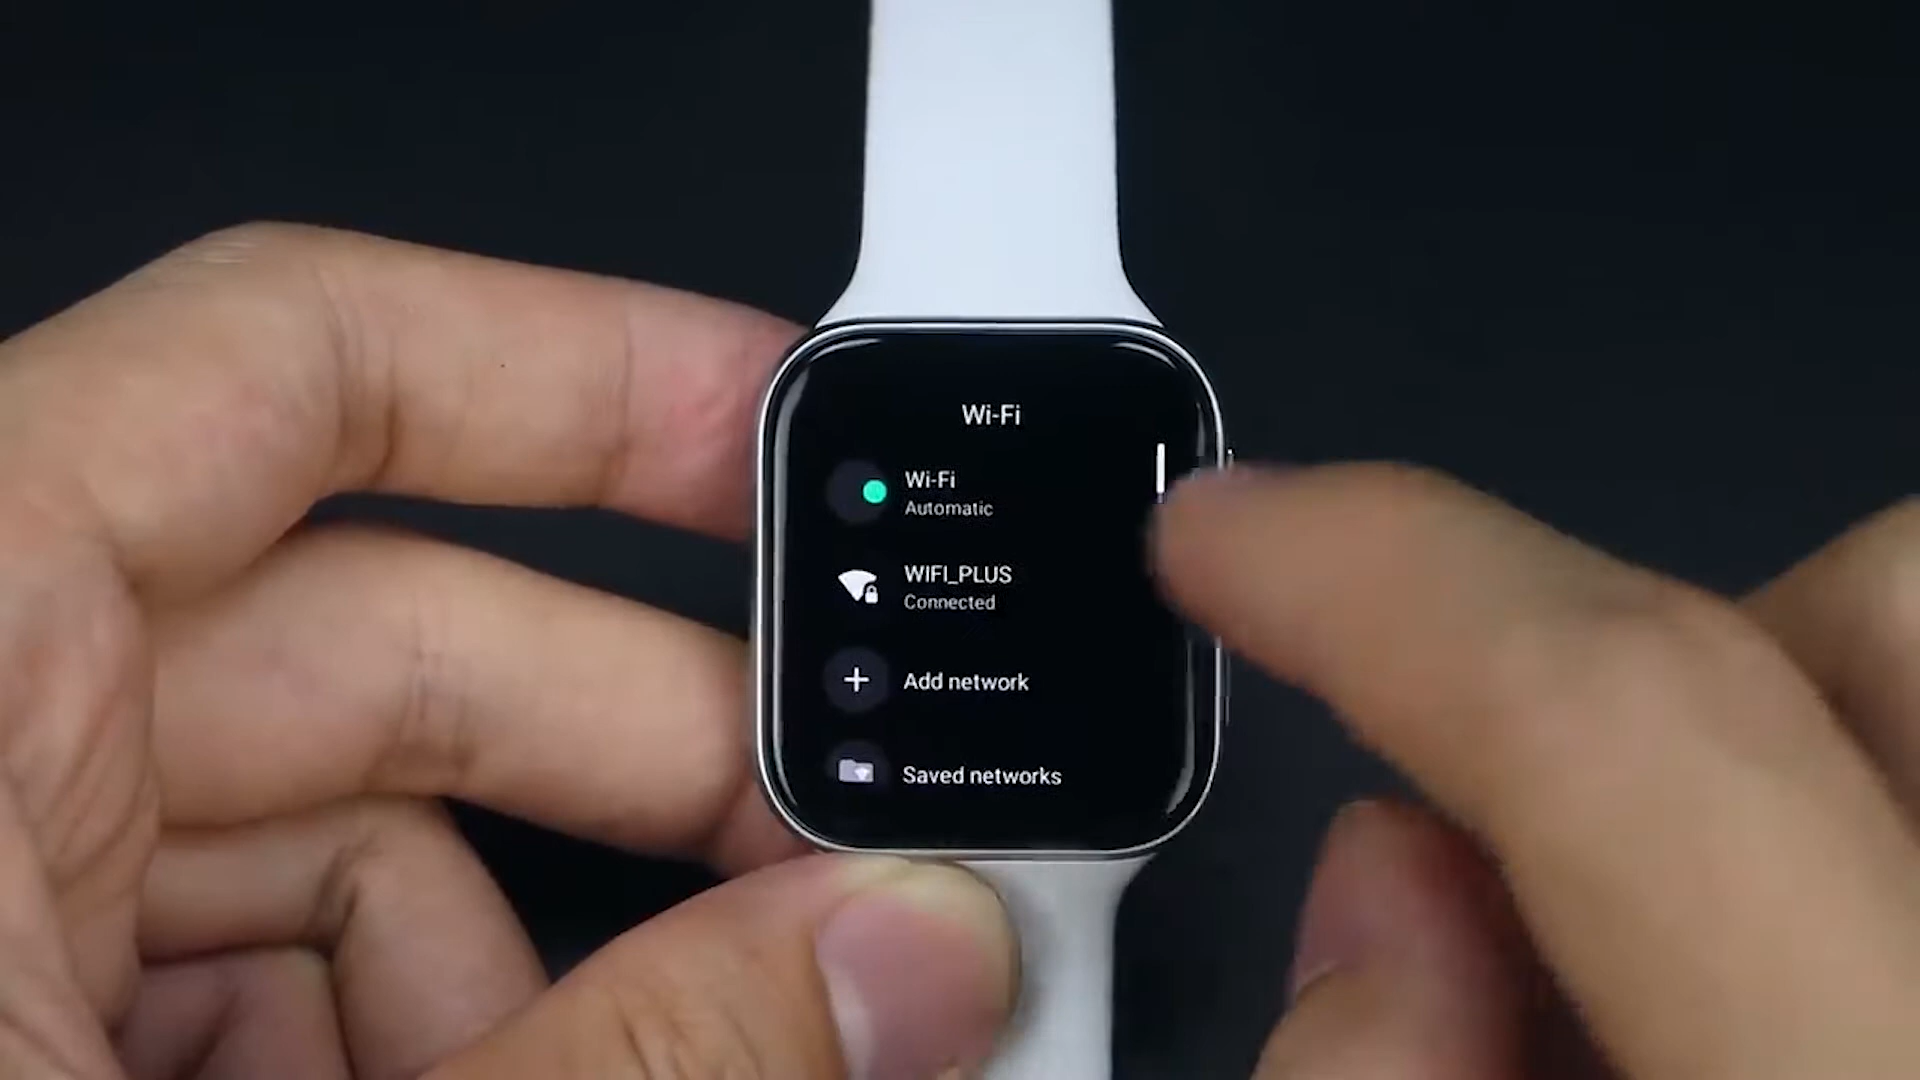 Wi-Fi
Wi-Fi
Automatic
WIFI_PLUS
Connected
Add network
Saved networks